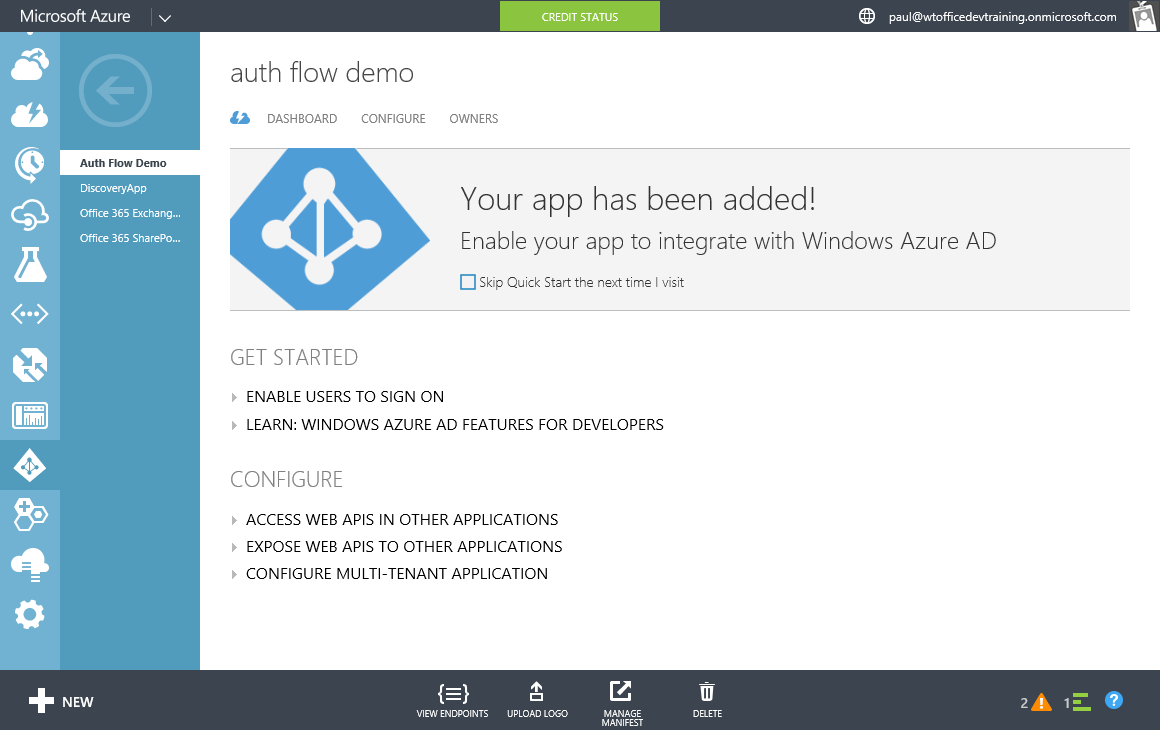 Microsoft Azure
CREDIT STATUS
paul@wtofficedevtraining.onmicrosoft.com
Auth Flow Demo
DiscoveryApp
Office 365 Exchang...
Office 365 SharePo...
auth flow demo
DASHBOARD CONFIGURE OWNERS
Your app has been added!
Enable your app to integrate with Windows Azure AD
Skip Quick Start the next time I visit
GET STARTED
ENABLE USERS TO SIGN ON
LEARN: WINDOWS AZURE AD FEATURES FOR DEVELOPERS
CONFIGURE
ACCESS WEB APIS IN OTHER APPLICATIONS
EXPOSE WEB APIS TO OTHER APPLICATIONS
CONFIGURE MULTI-TENANT APPLICATION
NEW
VIEW ENDPOINTS
UPLOAD LOGO
MANAGE
MANIFEST
DELETE
2
1
?